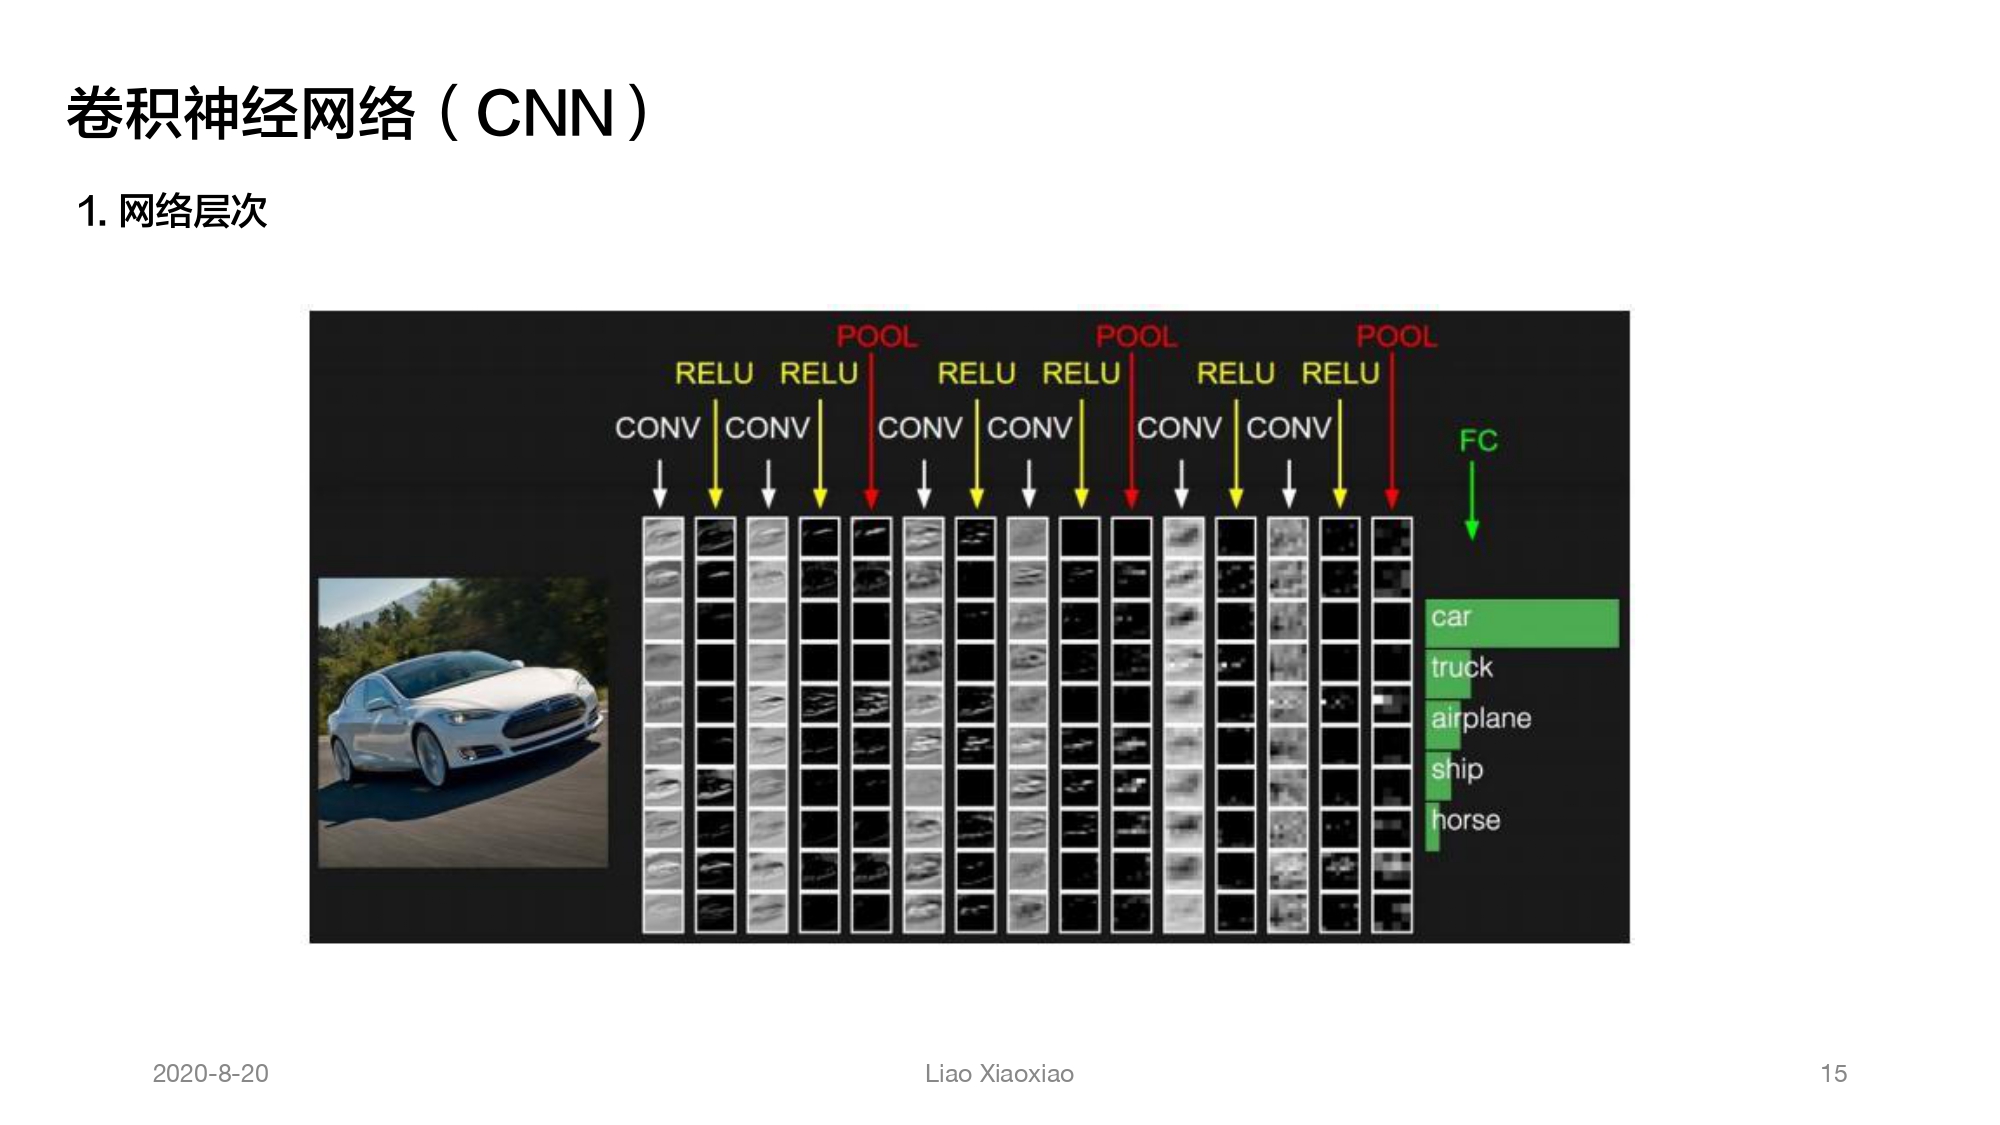 卷积神经网络（CNN）
1. 网络层次
POOL POOL POOL
RELU RELU RELU RELU RELU RELU
CONV CONV CONV CONV CONV CONV
FC
car
truck
airplane
ship
horse
2020-8-20 Liao Xiaoxiao 15